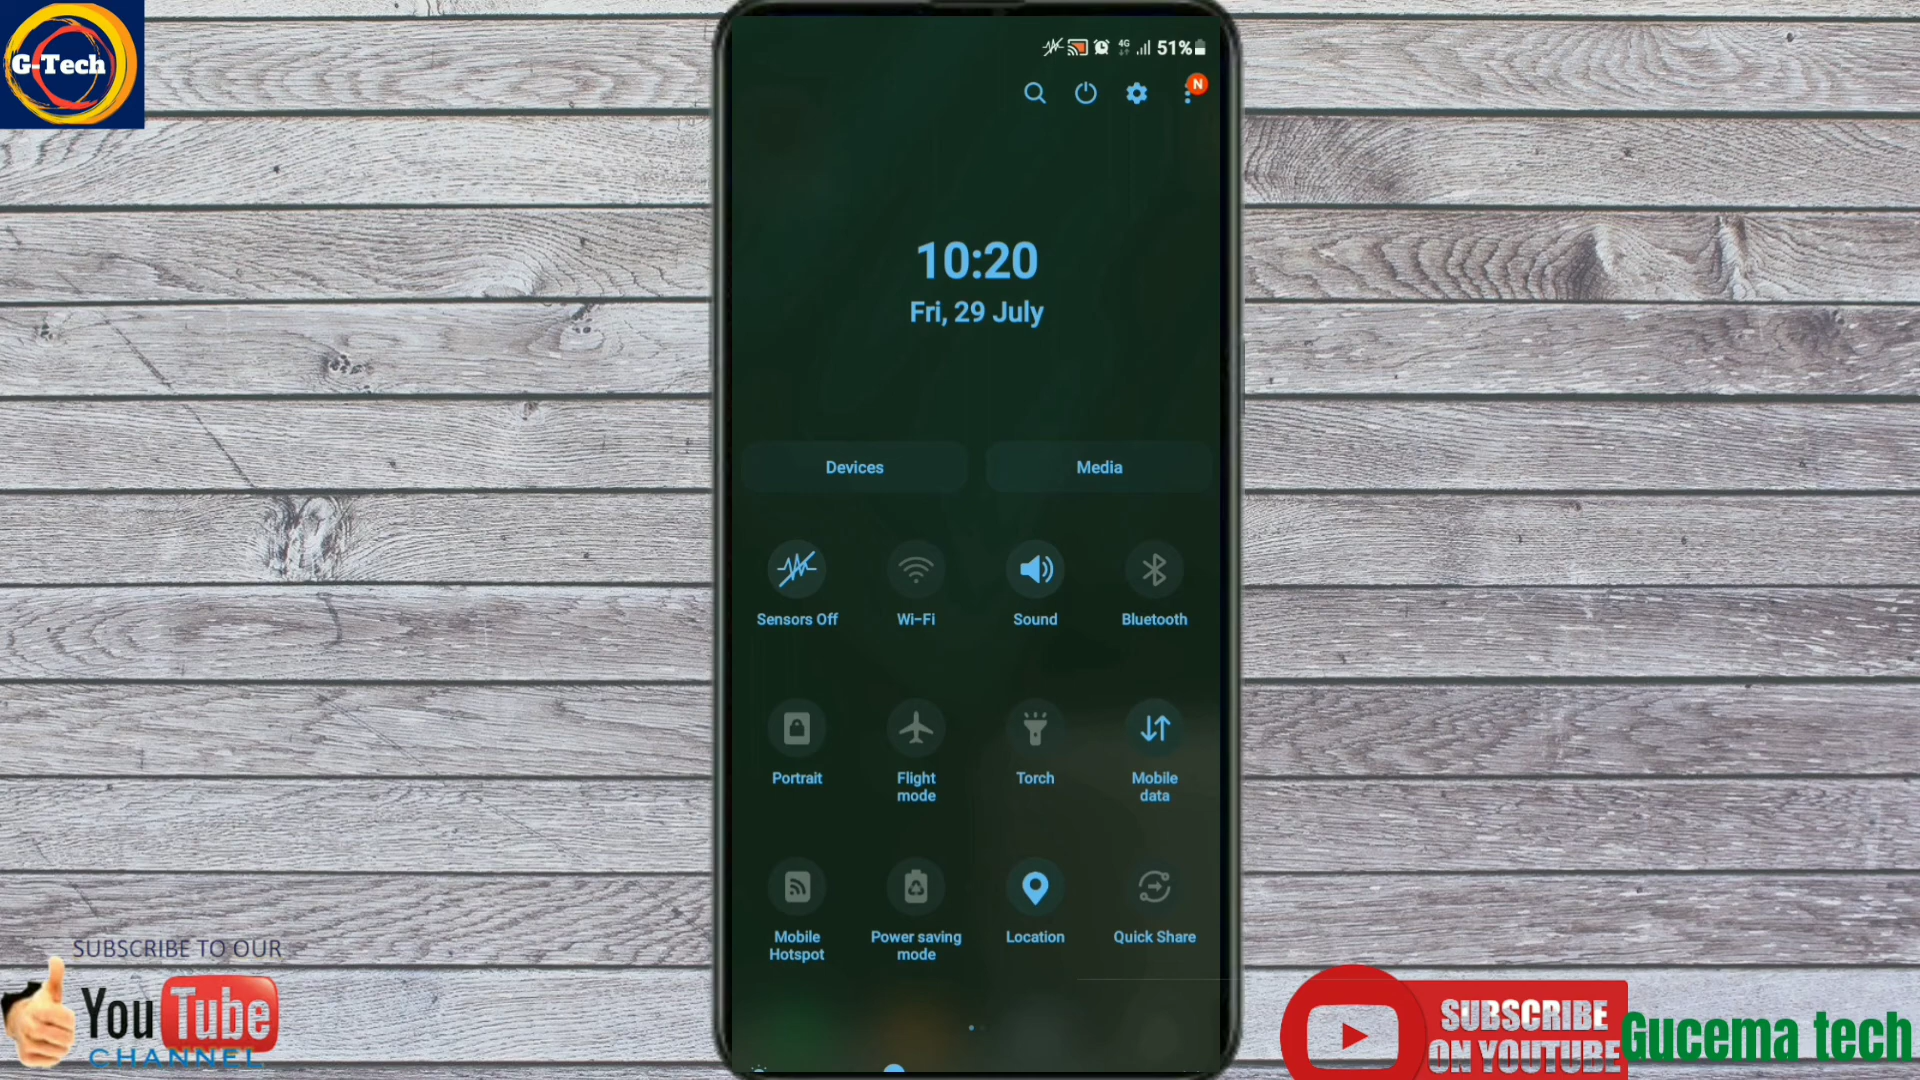 G-Tech
4G
51%
N
10:20
Fri, 29 July
Devices
Media
Sensors Off
Wi-Fi
Sound
Bluetooth
Portrait
Flight
mode
Torch
Mobile
data
Mobile
Hotspot
Power saving
mode
Location
Quick Share
SUBSCRIBE TO OUR
YouTube
CHANNEL
SUBSCRIBE
ON YOUTUBE
Gucema tech